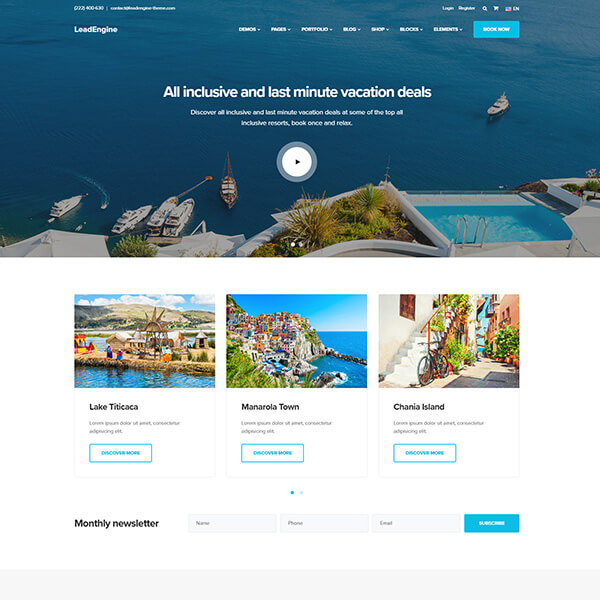 (222) 400-630 | contact@leadengine-theme.com Login Register EN
LeadEngine DEMOS PAGES PORTFOLIO BLOG SHOP BLOCKS ELEMENTS BOOK NOW
All inclusive and last minute vacation deals
Discover all inclusive and last minute vacation deals at some of the top all
inclusive resorts, book once and relax.
Lake Titicaca Manarola Town Chania Island
Lorem ipsum dolor sit amet, consectetur Lorem ipsum dolor sit amet, consectetur Lorem ipsum dolor sit amet, consectetur
adipiscing elit. adipiscing elit. adipiscing elit.
DISCOVER MORE DISCOVER MORE DISCOVER MORE
Monthly newsletter Name Phone Email SUBSCRIBE